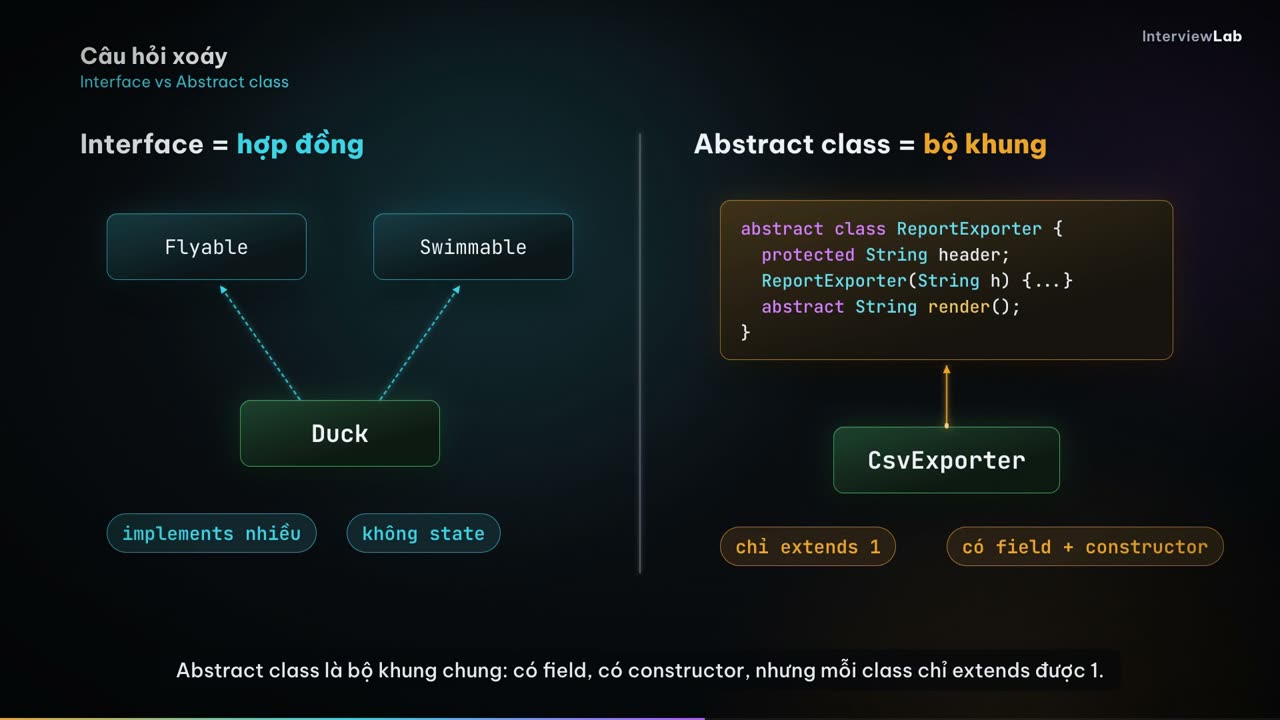 Câu hỏi xoáy
Interface vs Abstract class
InterviewLab
Interface = hợp đồng
Flyable
Swimmable
Duck
implements nhiều
không state
Abstract class = bộ khung
abstract class ReportExporter {
protected String header;
ReportExporter(String h) {...}
abstract String render();
}
CsvExporter
chỉ extends 1
có field + constructor
Abstract class là bộ khung chung: có field, có constructor, nhưng mỗi class chỉ extends được 1.